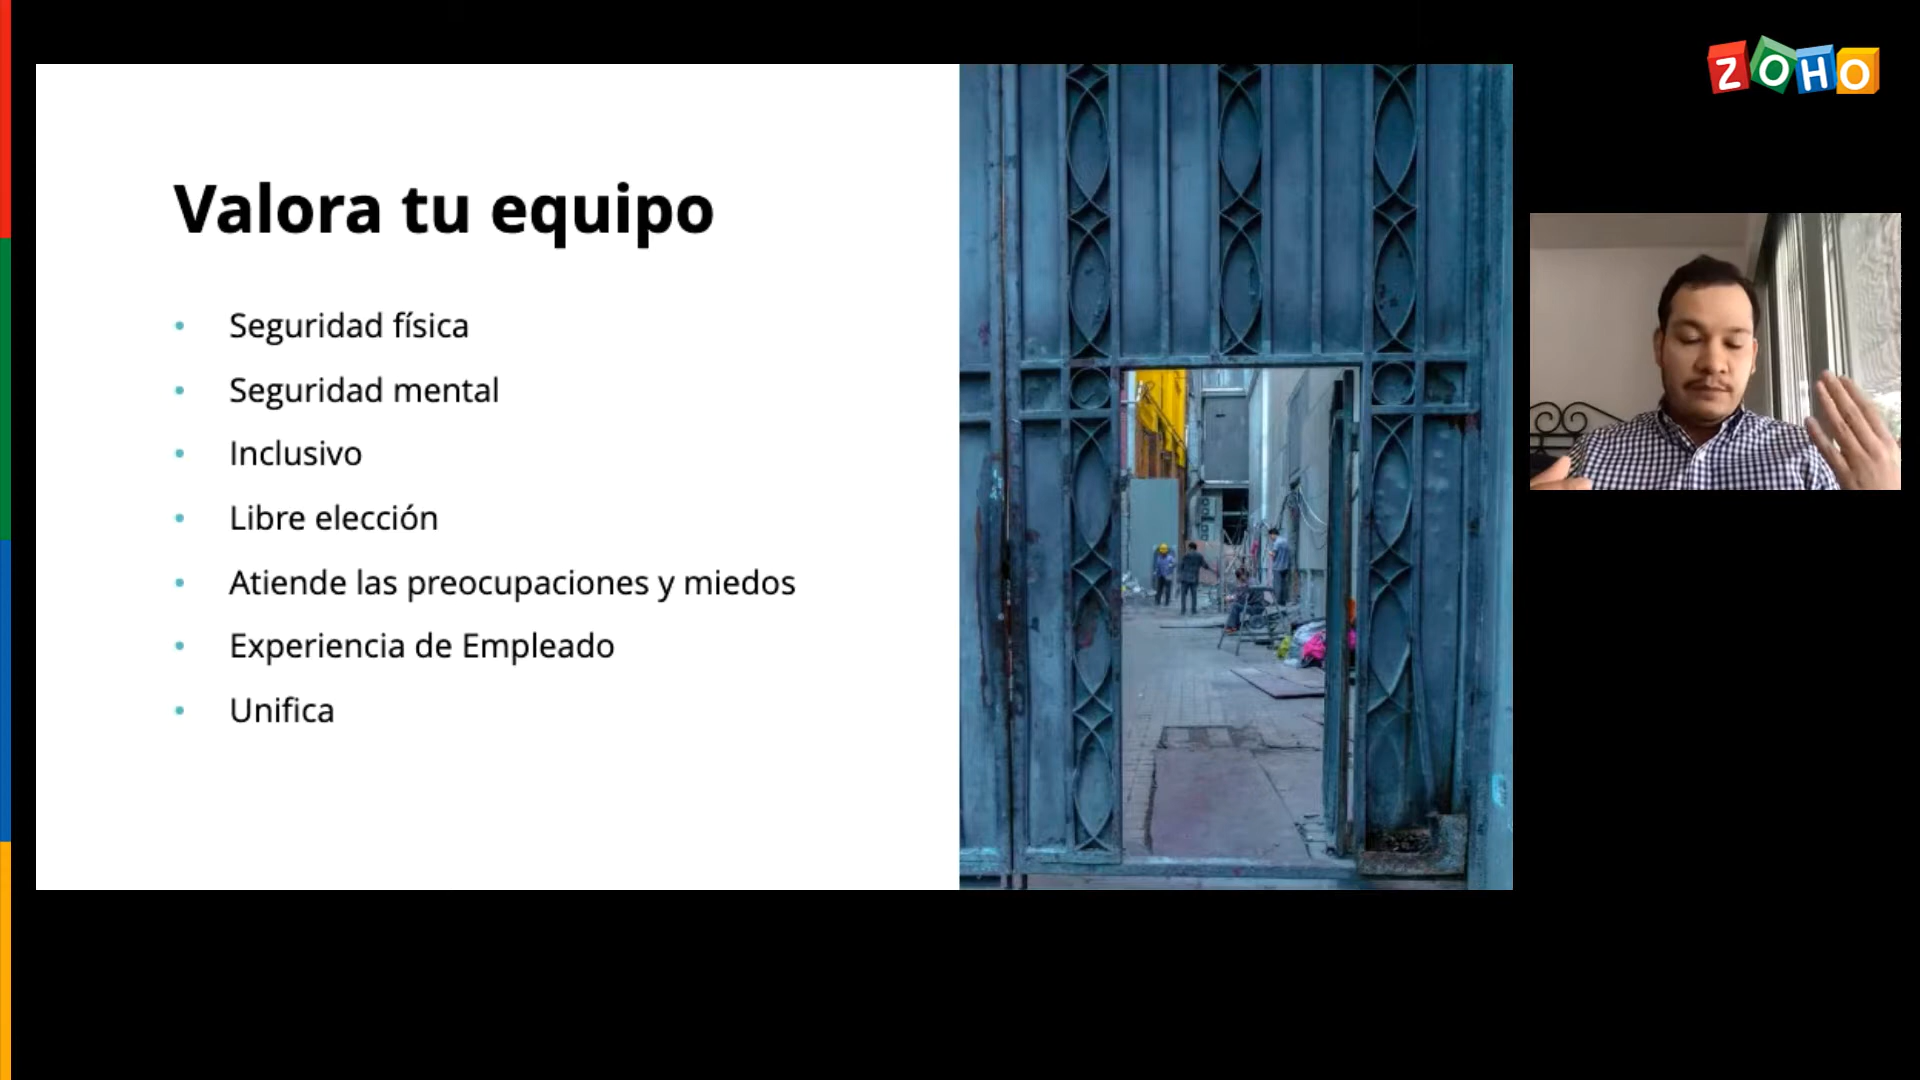 ZOHO
Valora tu equipo
• Seguridad física
• Seguridad mental
• Inclusivo
• Libre elección
• Atiende las preocupaciones y miedos
• Experiencia de Empleado
• Unifica